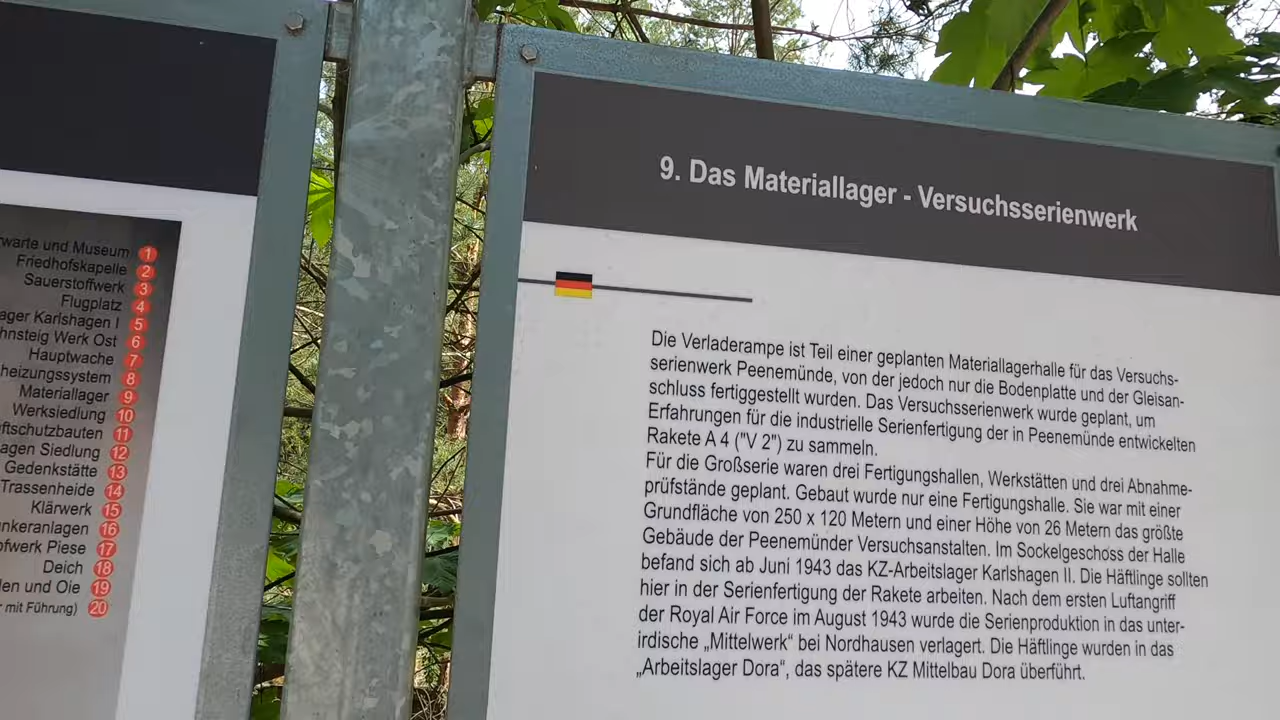 und Museum 1
Friedhofskapelle 2
Sauerstoffwerk 3
Flugplatz 4
Karlshagen I 5
Werk Ost 6
Hauptwache 7
8
Materiallager 9
Werksiedlung 10
11
Siedlung 12
Gedenkstätte 13
Trassenheide 14
Klärwerk 15
16
Piese 17
Deich 18
und Oie 19
mit Führung) 20
9. Das Materiallager - Versuchsserienwerk
Die Verladerampe ist Teil einer geplanten Materiallagerhalle für das Versuchs-
serienwerk Peenemünde, von der jedoch nur die Bodenplatte und der Gleisan-
schluss fertiggestellt wurden. Das Versuchsserienwerk wurde geplant, um
Erfahrungen für die industrielle Serienfertigung der in Peenemünde entwickelten
Rakete A 4 ("V 2") zu sammeln.
Für die Großserie waren drei Fertigungshallen, Werkstätten und drei Abnahme-
prüfstände geplant. Gebaut wurde nur eine Fertigungshalle. Sie war mit einer
Grundfläche von 250 x 120 Metern und einer Höhe von 26 Metern das größte
Gebäude der Peenemünder Versuchsanstalten. Im Sockelgeschoss der Halle
befand sich ab Juni 1943 das KZ-Arbeitslager Karlshagen II. Die Häftlinge sollten
hier in der Serienfertigung der Rakete arbeiten. Nach dem ersten Luftangriff
der Royal Air Force im August 1943 wurde die Serienproduktion in das unter-
irdische „Mittelwerk“ bei Nordhausen verlagert. Die Häftlinge wurden in das
„Arbeitslager Dora“, das spätere KZ Mittelbau Dora überführt.